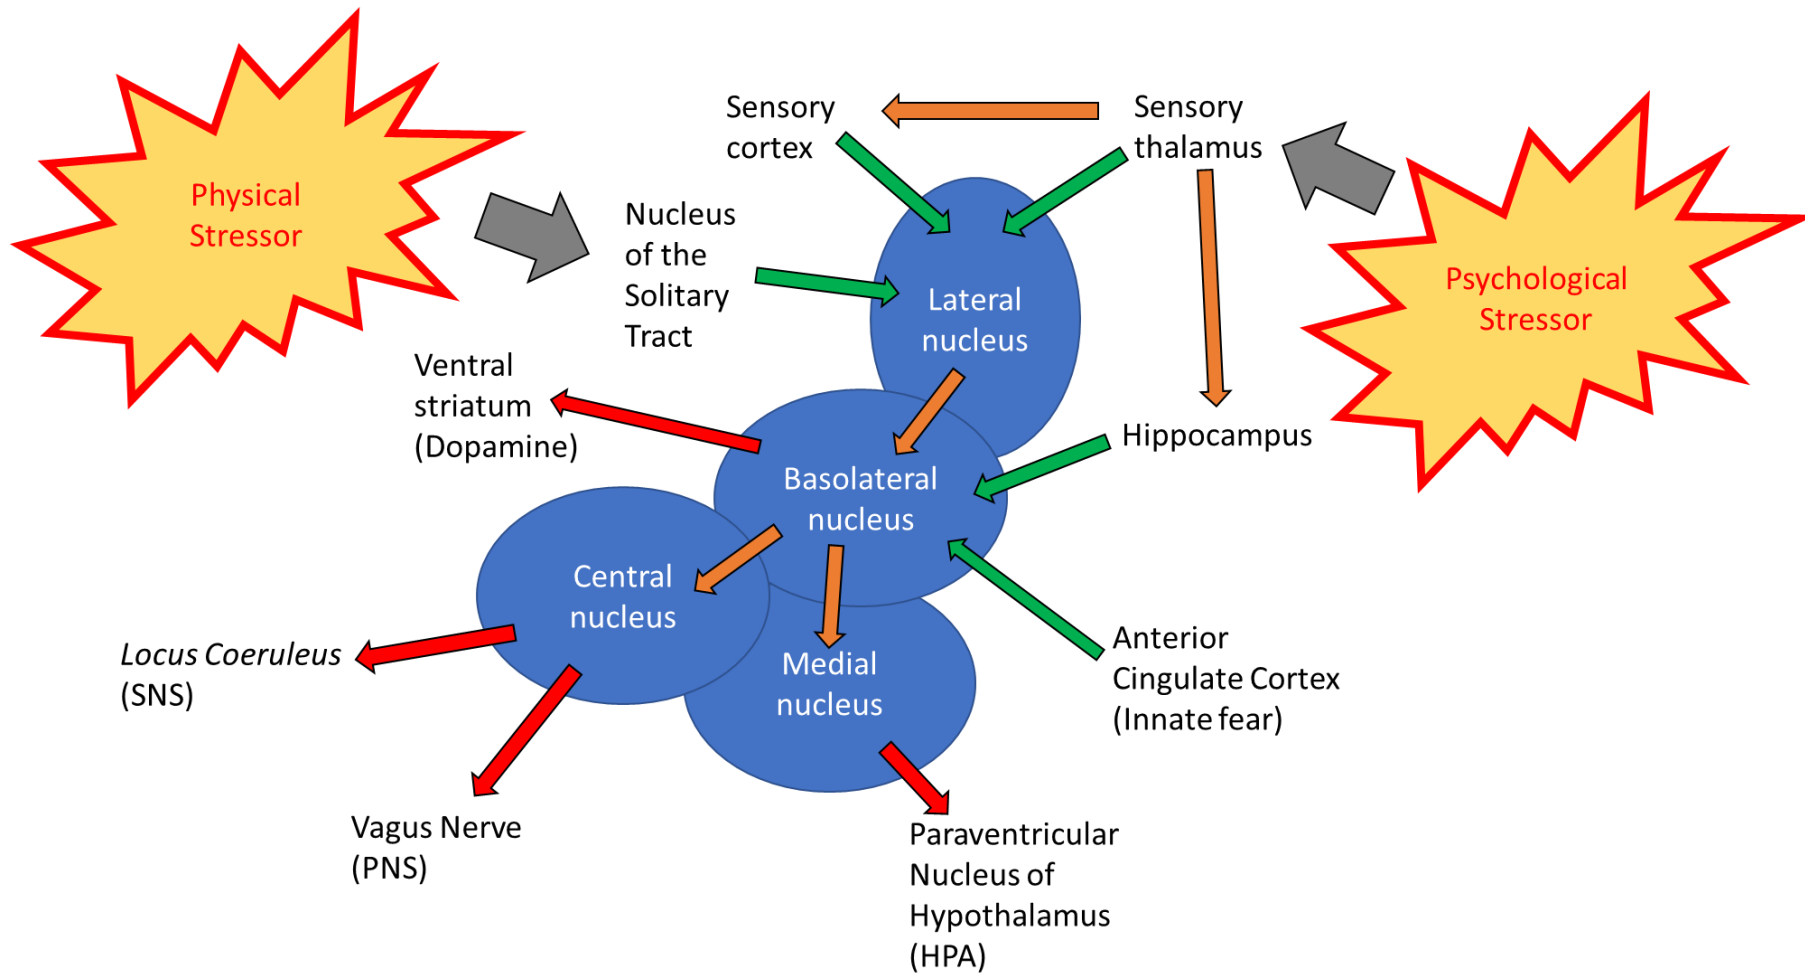 Physical
Stressor
Sensory
cortex
Sensory
thalamus
Psychological
Stressor
Nucleus
of the
Solitary
Tract
Lateral
nucleus
Ventral
striatum
(Dopamine)
Hippocampus
Basolateral
nucleus
Central
nucleus
Locus Coeruleus
(SNS)
Medial
nucleus
Anterior
Cingulate Cortex
(Innate fear)
Vagus Nerve
(PNS)
Paraventricular
Nucleus of
Hypothalamus
(HPA)